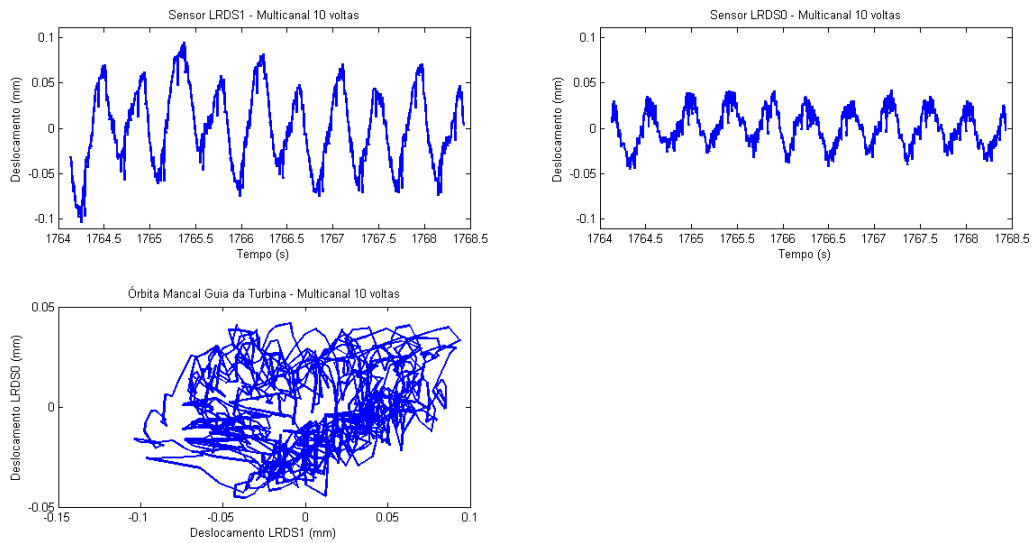 Sensor LRDS1 - Multicanal 10 voltas
Deslocamento (mm)
0.1
0.05
0
-0.05
-0.1
1764 1764.5 1765 1765.5 1766 1766.5 1767 1767.5 1768 1768.5
Tempo (s)
Sensor LRDS0 - Multicanal 10 voltas
Deslocamento (mm)
0.1
0.05
0
-0.05
-0.1
1764 1764.5 1765 1765.5 1766 1766.5 1767 1767.5 1768 1768.5
Tempo (s)
Órbita Mancal Guia da Turbina - Multicanal 10 voltas
Deslocamento LRDS0 (mm)
0.05
0
-0.05
-0.15 -0.1 -0.05 0 0.05 0.1
Deslocamento LRDS1 (mm)